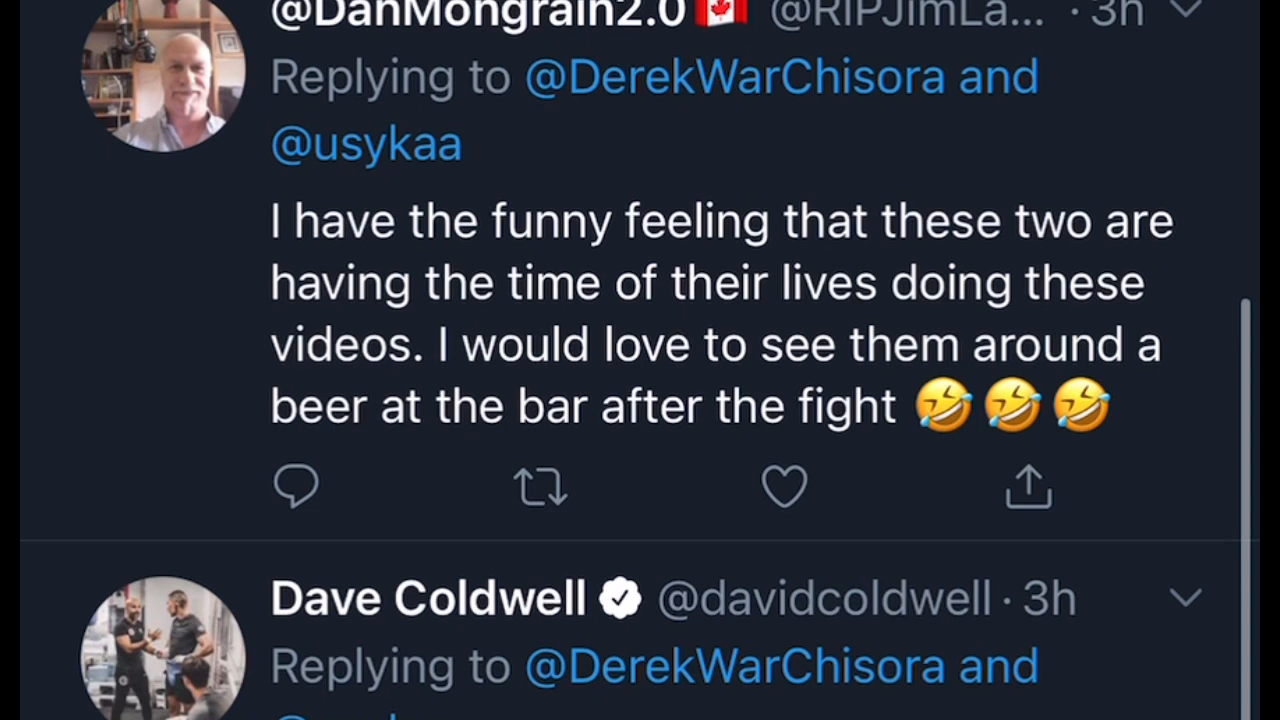 @DanMongrain2.0🇨🇦 @RIPJimLa... · 3h
Replying to @DerekWarChisora and
@usykaa
I have the funny feeling that these two are
having the time of their lives doing these
videos. I would love to see them around a
beer at the bar after the fight 🤣🤣🤣
Dave Coldwell @davidcoldwell · 3h
Replying to @DerekWarChisora and